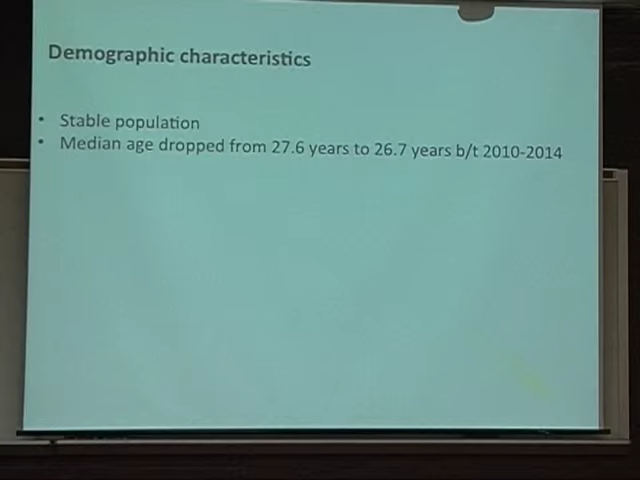 Demographic characteristics
• Stable population
• Median age dropped from 27.6 years to 26.7 years b/t 2010-2014